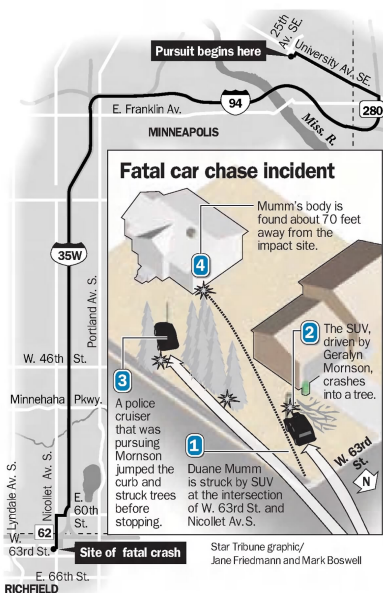 25th
Av. SE.
University Av. SE.
Pursuit begins here
E. Franklin Av.
94
280
Miss. R.
MINNEAPOLIS
35W
Portland Av. S.
W. 46th St.
Minnehaha Pkwy.
Lyndale Av. S.
Nicollet Av. S.
E.
60th
St.
62
W.
63rd St.
Site of fatal crash
E. 66th St.
RICHFIELD
Fatal car chase incident
Mumm's body is
found about 70 feet
away from the
impact site.
4
2
The SUV,
driven by
Geralyn
Mornson,
crashes
into a tree.
3
A police
cruiser
that was
pursuing
Mornson
jumped the
curb and
struck trees
before
stopping.
1
Duane Mumm
is struck by SUV
at the intersection
of W. 63rd St. and
Nicollet Av. S.
W. 63rd
St.
N
Star Tribune graphic/
Jane Friedmann and Mark Boswell